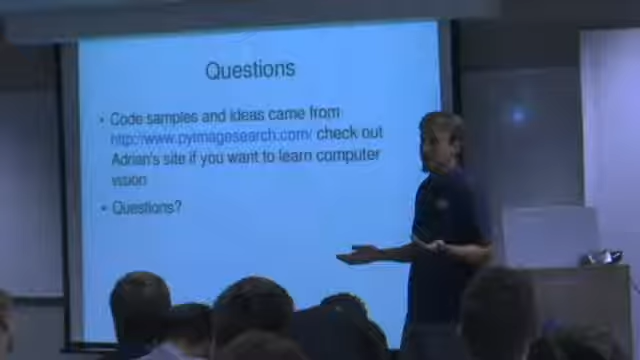 Questions
• Code samples and ideas came from
http://www.pyimagesearch.com/ check out
Adrian's site if you want to learn computer
vision
• Questions?